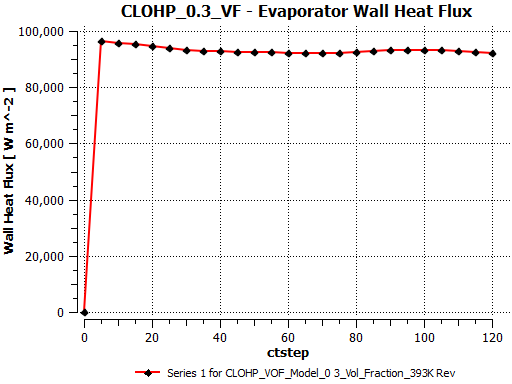 CLOHP_0.3_VF - Evaporator Wall Heat Flux
100,000
80,000
60,000
40,000
20,000
0
Wall Heat Flux [ W m^-2 ]
0 20 40 60 80 100 120
ctstep
Series 1 for CLOHP_VOF_Model_0 3_Vol_Fraction_393K Rev